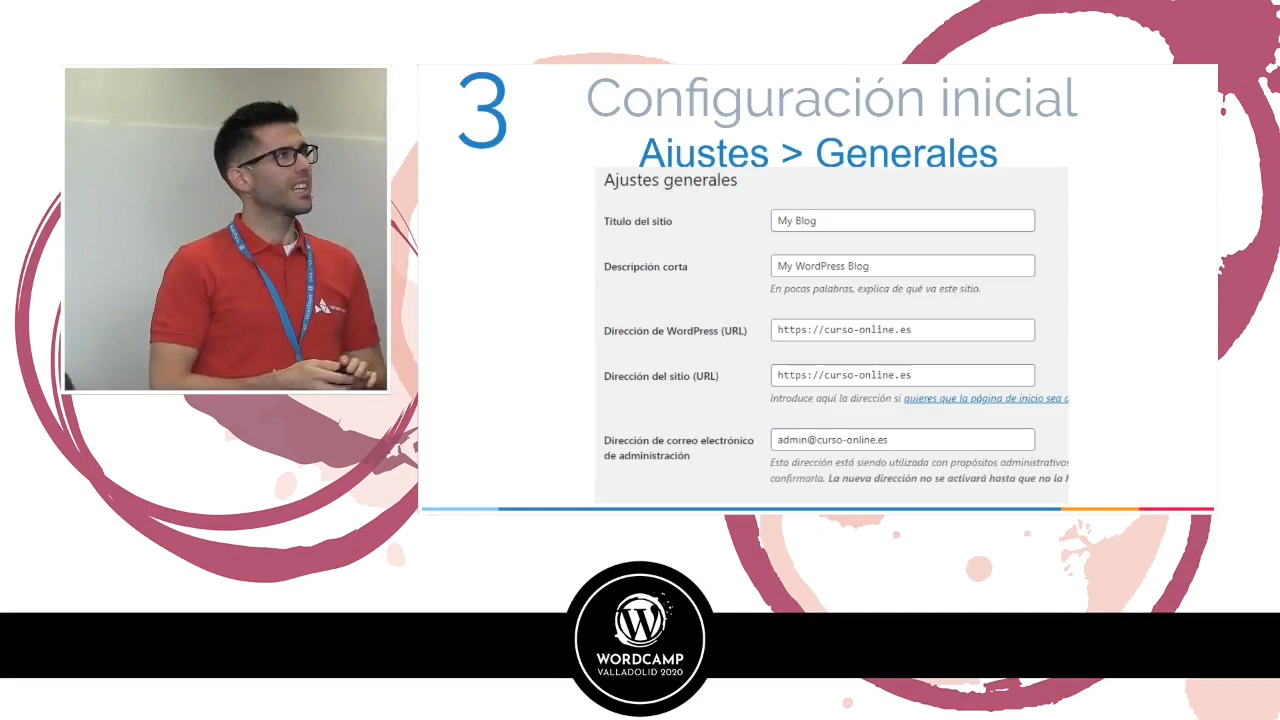 3
Configuración inicial
Ajustes > Generales
Ajustes generales
Título del sitio
My Blog
Descripción corta
My WordPress Blog
En pocas palabras, explica de qué va este sitio.
Dirección de WordPress (URL)
https://curso-online.es
Dirección del sitio (URL)
https://curso-online.es
Introduce aquí la dirección si quieres que la página de inicio sea
Dirección de correo electrónico
de administración
admin@curso-online.es
Esta dirección está siendo utilizada con propósitos administrativos
confirmarla. La nueva dirección no se activará hasta que no la
WORDCAMP
VALLADOLID 2020